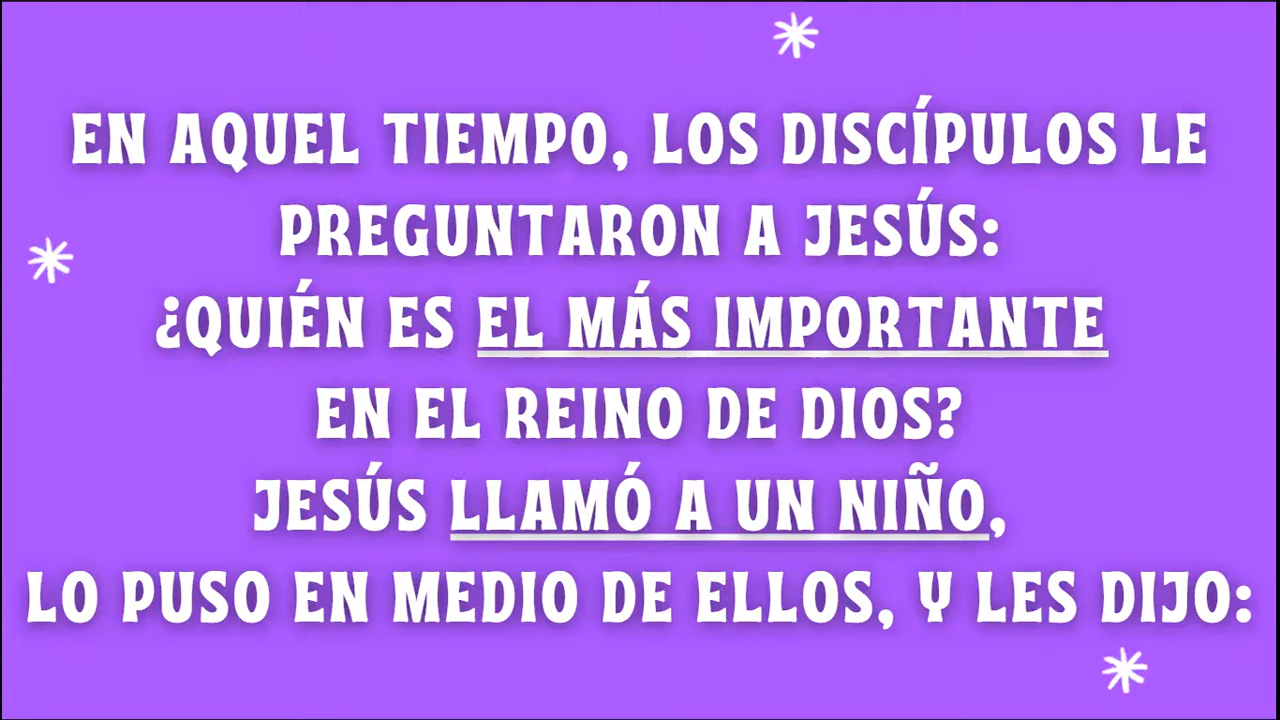 EN AQUEL TIEMPO, LOS DISCÍPULOS LE
PREGUNTARON A JESÚS:
¿QUIÉN ES EL MÁS IMPORTANTE
EN EL REINO DE DIOS?
JESÚS LLAMÓ A UN NIÑO,
LO PUSO EN MEDIO DE ELLOS, Y LES DIJO: